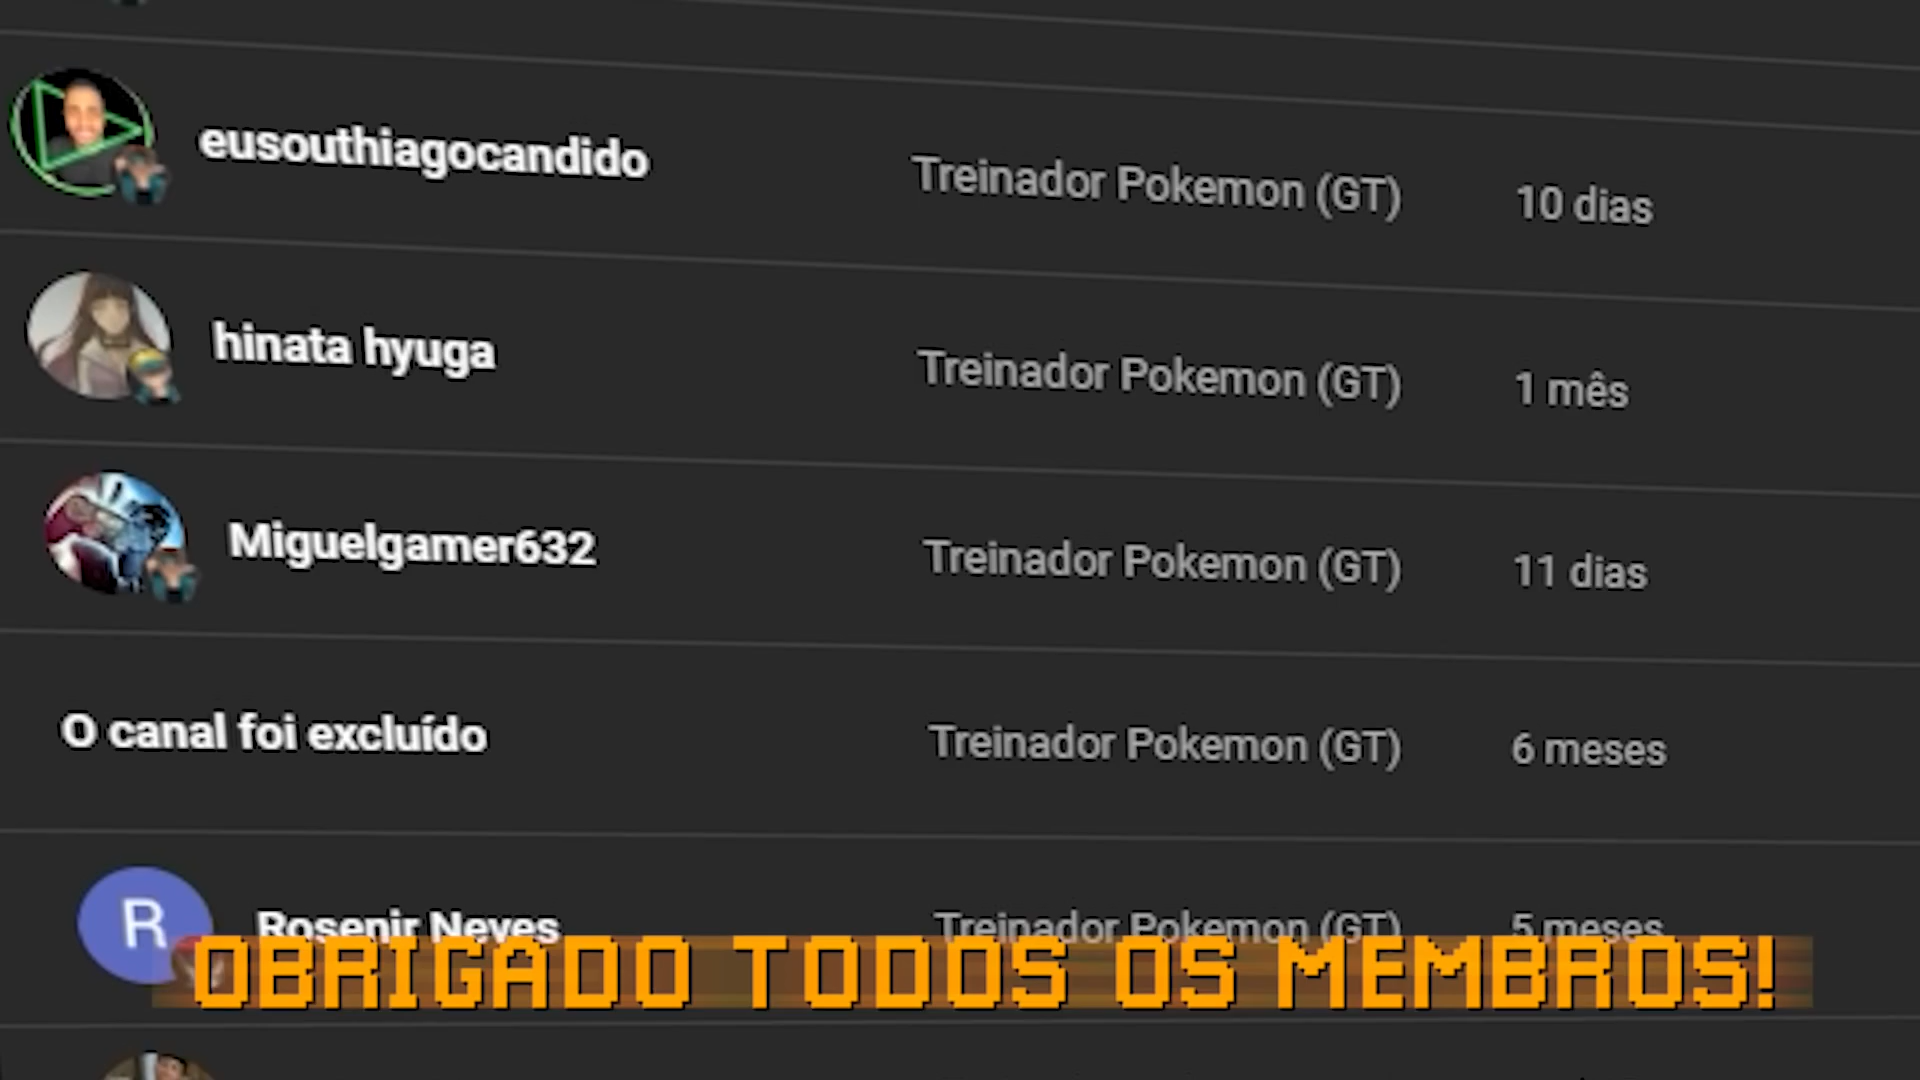 eusouthiagocandido Treinador Pokemon (GT) 10 dias
hinata hyuga Treinador Pokemon (GT) 1 mês
Miguelgamer632 Treinador Pokemon (GT) 11 dias
O canal foi excluído Treinador Pokemon (GT) 6 meses
R Rosenir Neves Treinador Pokemon (GT) 5 meses
OBRIGADO TODOS OS MEMBROS!